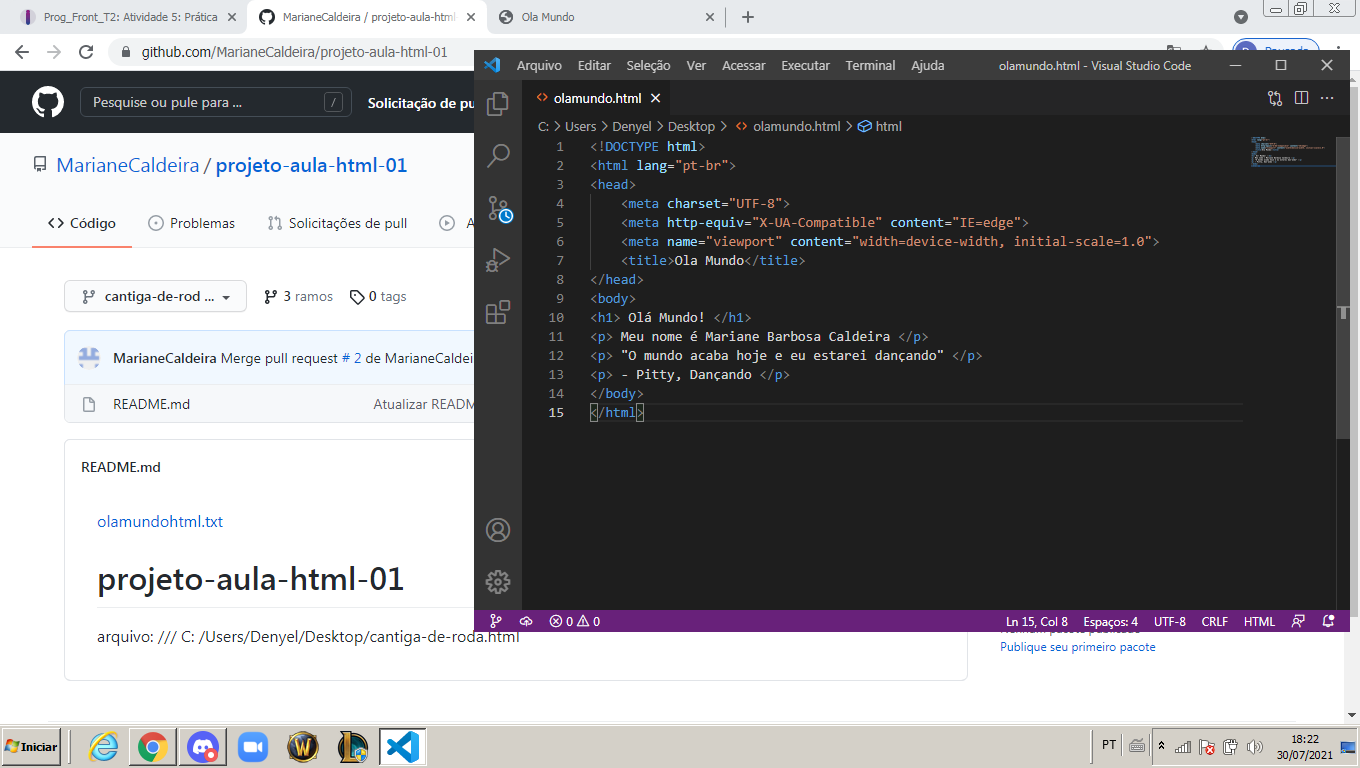 Prog_Front_T2: Atividade 5: Prática
MarianeCaldeira / projeto-aula-html
Ola Mundo
github.com/MarianeCaldeira/projeto-aula-html-01
Pesquise ou pule para ...
/
Solicitação de pu
MarianeCaldeira / projeto-aula-html-01
Código
Problemas
Solicitações de pull
A
cantiga-de-rod ...
3 ramos
0 tags
MarianeCaldeira Merge pull request # 2 de MarianeCaldei
README.md
Atualizar READM
README.md
olamundohtml.txt
projeto-aula-html-01
arquivo: /// C: /Users/Denyel/Desktop/cantiga-de-roda.html
Publique seu primeiro pacote
Arquivo Editar Seleção Ver Acessar Executar Terminal Ajuda
olamundo.html - Visual Studio Code
olamundo.html
C: > Users > Denyel > Desktop > olamundo.html > html
1 <!DOCTYPE html>
2 <html lang="pt-br">
3 <head>
4 <meta charset="UTF-8">
5 <meta http-equiv="X-UA-Compatible" content="IE=edge">
6 <meta name="viewport" content="width=device-width, initial-scale=1.0">
7 <title>Ola Mundo</title>
8 </head>
9 <body>
10 <h1> Olá Mundo! </h1>
11 <p> Meu nome é Mariane Barbosa Caldeira </p>
12 <p> "O mundo acaba hoje e eu estarei dançando" </p>
13 <p> - Pitty, Dançando </p>
14 </body>
15 </html>
0 0
Ln 15, Col 8
Espaços: 4
UTF-8
CRLF
HTML
Iniciar
PT
18:22
30/07/2021